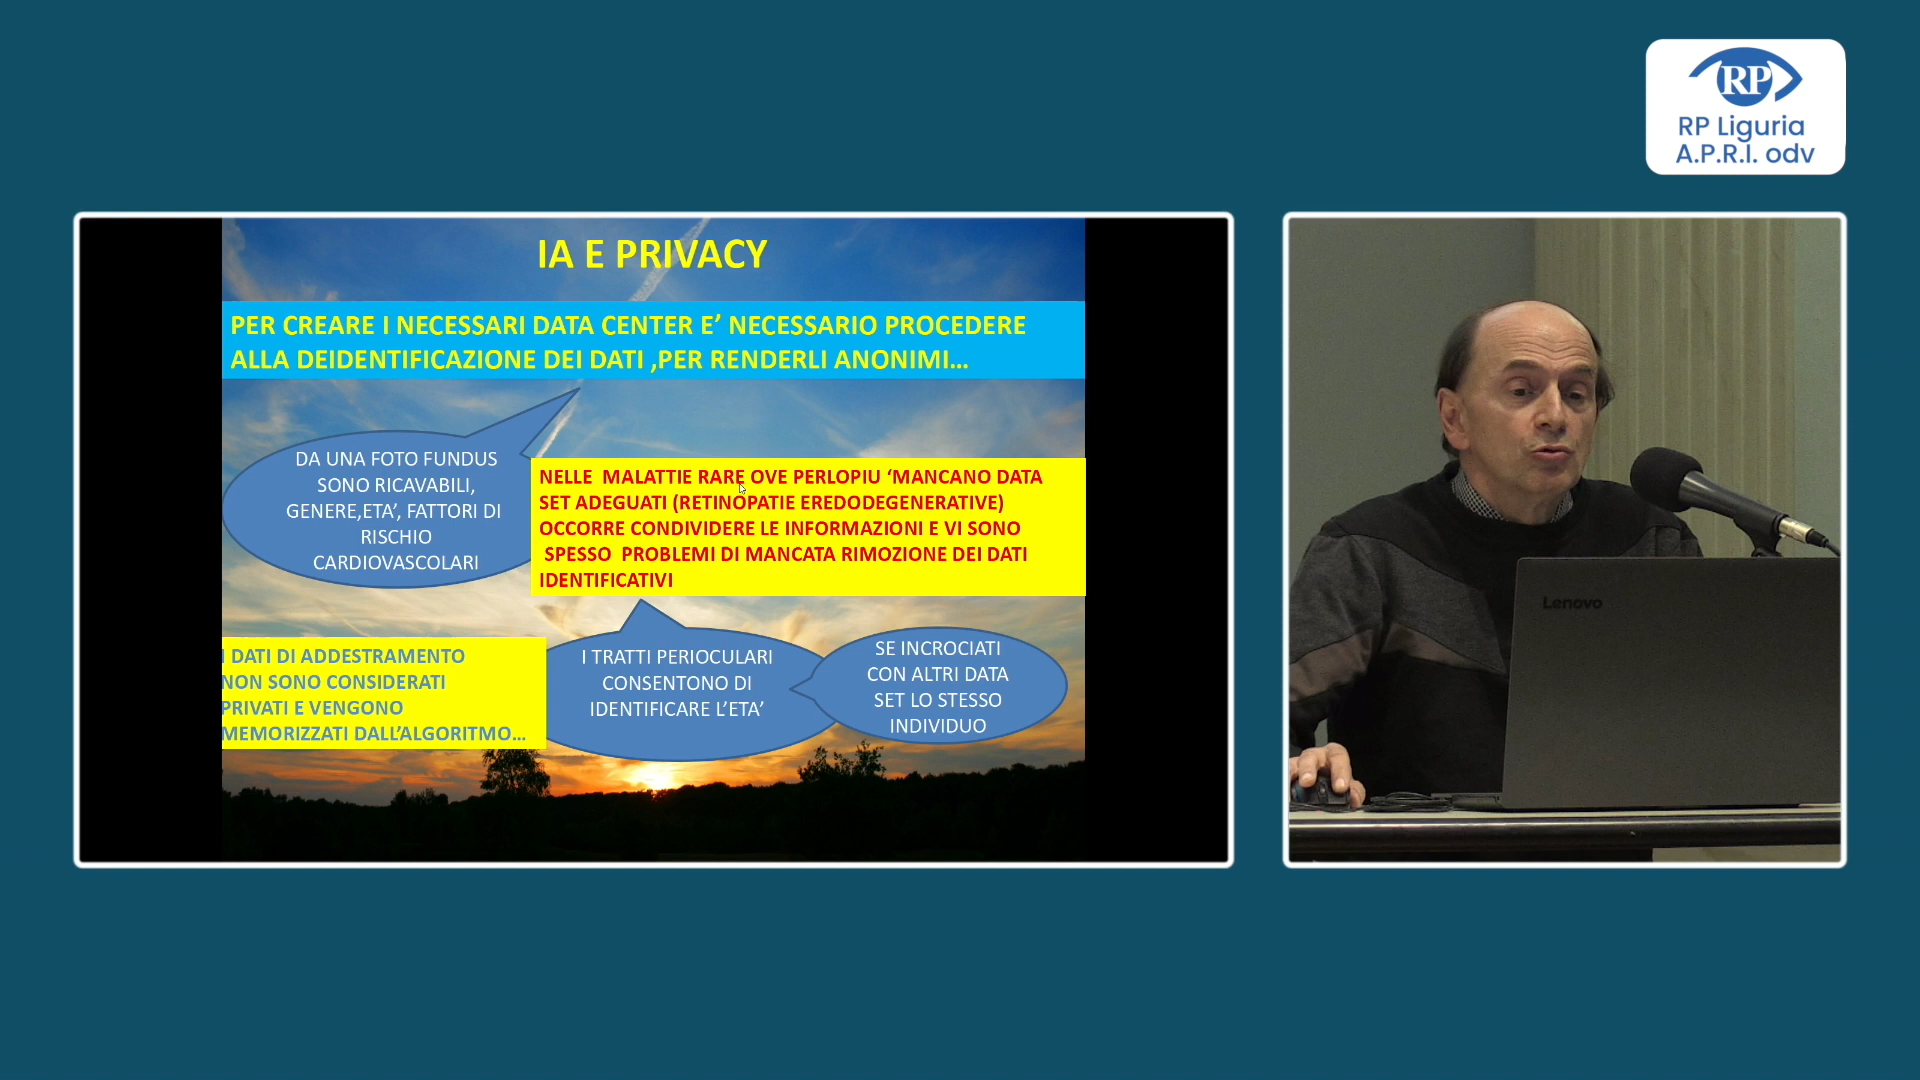 RP
RP Liguria
A.P.R.I. odv
IA E PRIVACY
PER CREARE I NECESSARI DATA CENTER E’ NECESSARIO PROCEDERE
ALLA DEIDENTIFICAZIONE DEI DATI ,PER RENDERLI ANONIMI...
DA UNA FOTO FUNDUS
SONO RICAVABILI,
GENERE,ETA’, FATTORI DI
RISCHIO
CARDIOVASCOLARI
NELLE MALATTIE RARE OVE PERLOPIU ‘MANCANO DATA
SET ADEGUATI (RETINOPATIE EREDODEGENERATIVE)
OCCORRE CONDIVIDERE LE INFORMAZIONI E VI SONO
SPESSO PROBLEMI DI MANCATA RIMOZIONE DEI DATI
IDENTIFICATIVI
I DATI DI ADDESTRAMENTO
NON SONO CONSIDERATI
PRIVATI E VENGONO
MEMORIZZATI DALL’ALGORITMO...
I TRATTI PERIOCULARI
CONSENTONO DI
IDENTIFICARE L’ETA’
SE INCROCIATI
CON ALTRI DATA
SET LO STESSO
INDIVIDUO
Lenovo